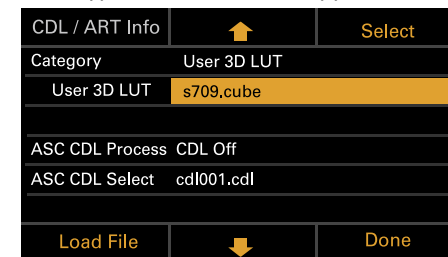 CDL / ART Info Select
Category User 3D LUT
User 3D LUT s709.cube
ASC CDL Process CDL Off
ASC CDL Select cdl001.cdl
Load File Done